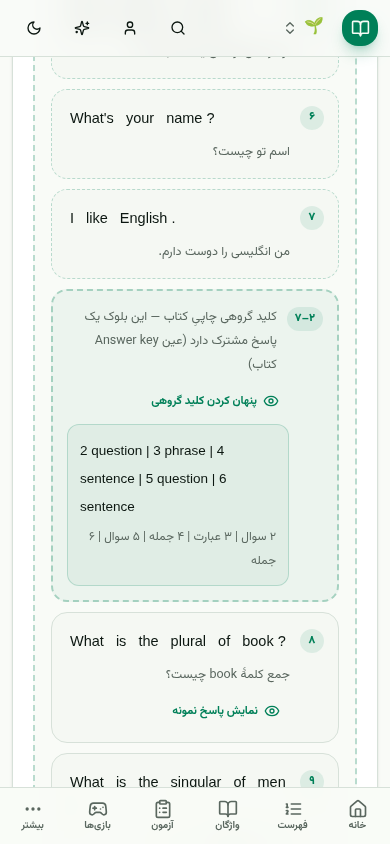 ۶
What's your name ?
اسم تو چیست؟
۷
I like English .
من انگلیسی را دوست دارم.
۷–۲
کلید گروهی چاپیِ کتاب — این بلوک یک
پاسخ مشترک دارد (عین Answer key
کتاب)
پنهان کردن کلید گروهی
2 question | 3 phrase | 4
sentence | 5 question | 6
sentence
۲ سوال | ۳ عبارت | ۴ جمله | ۵ سوال | ۶
جمله
۸
What is the plural of book ?
جمع کلمهٔ book چیست؟
نمایش پاسخ نمونه
۹
What is the singular of men
خانه
فهرست
واژگان
آزمون
بازی‌ها
بیشتر